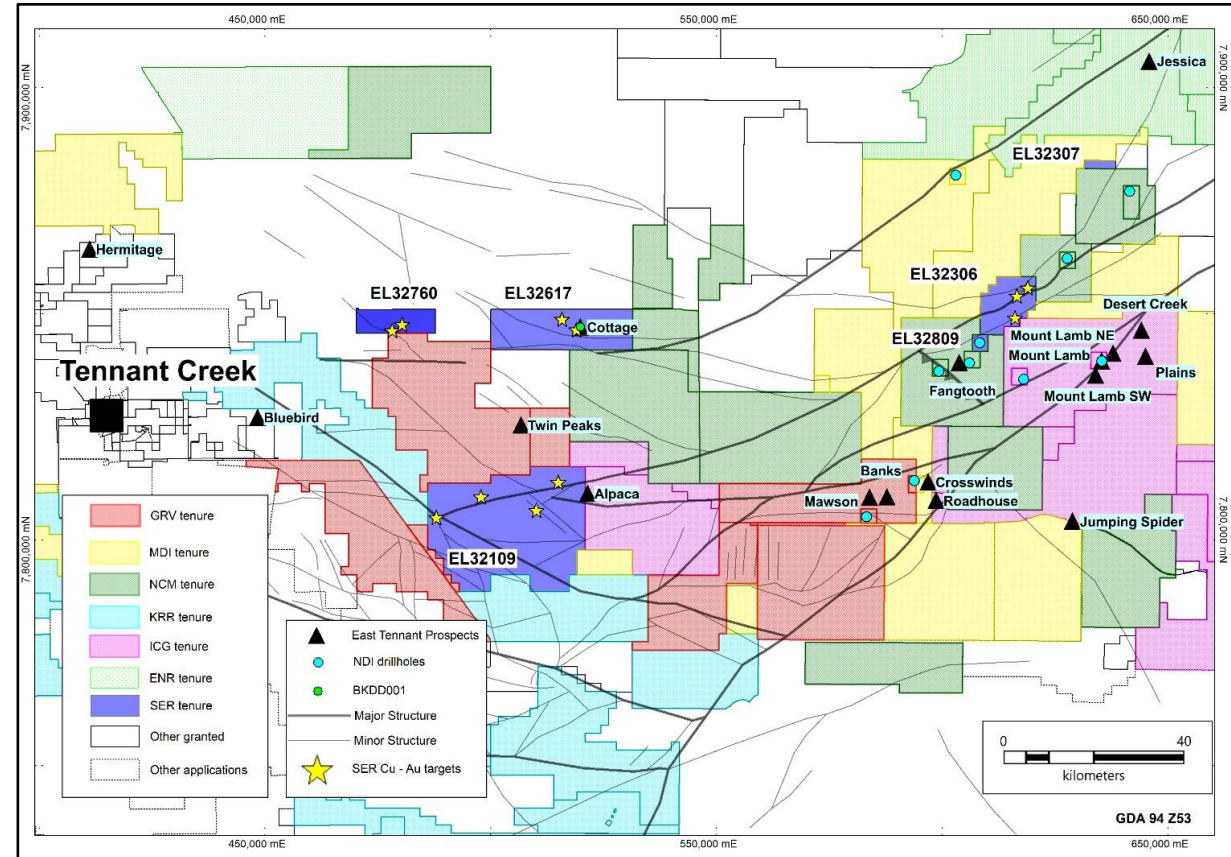 450,000 mE
550,000 mE
650,000 mE
7,900,000 mN
7,900,000 mN
Jessica
EL32307
Hermitage
EL32760
EL32617
EL32306
Cottage
Desert Creek
EL32809
Mount Lamb NE
Mount Lamb
Plains
Fangtooth
Mount Lamb SW
Tennant Creek
Bluebird
Twin Peaks
Banks
Alpaca
Crosswinds
Mawson
Roadhouse
Jumping Spider
7,800,000 mN
7,800,000 mN
EL32109
GRV tenure
MDI tenure
NCM tenure
KRR tenure
ICG tenure
ENR tenure
SER tenure
Other granted
Other applications
East Tennant Prospects
NDI drillholes
BKDD001
Major Structure
Minor Structure
SER Cu - Au targets
0
40
kilometers
GDA 94 Z53
450,000 mE
550,000 mE
650,000 mE